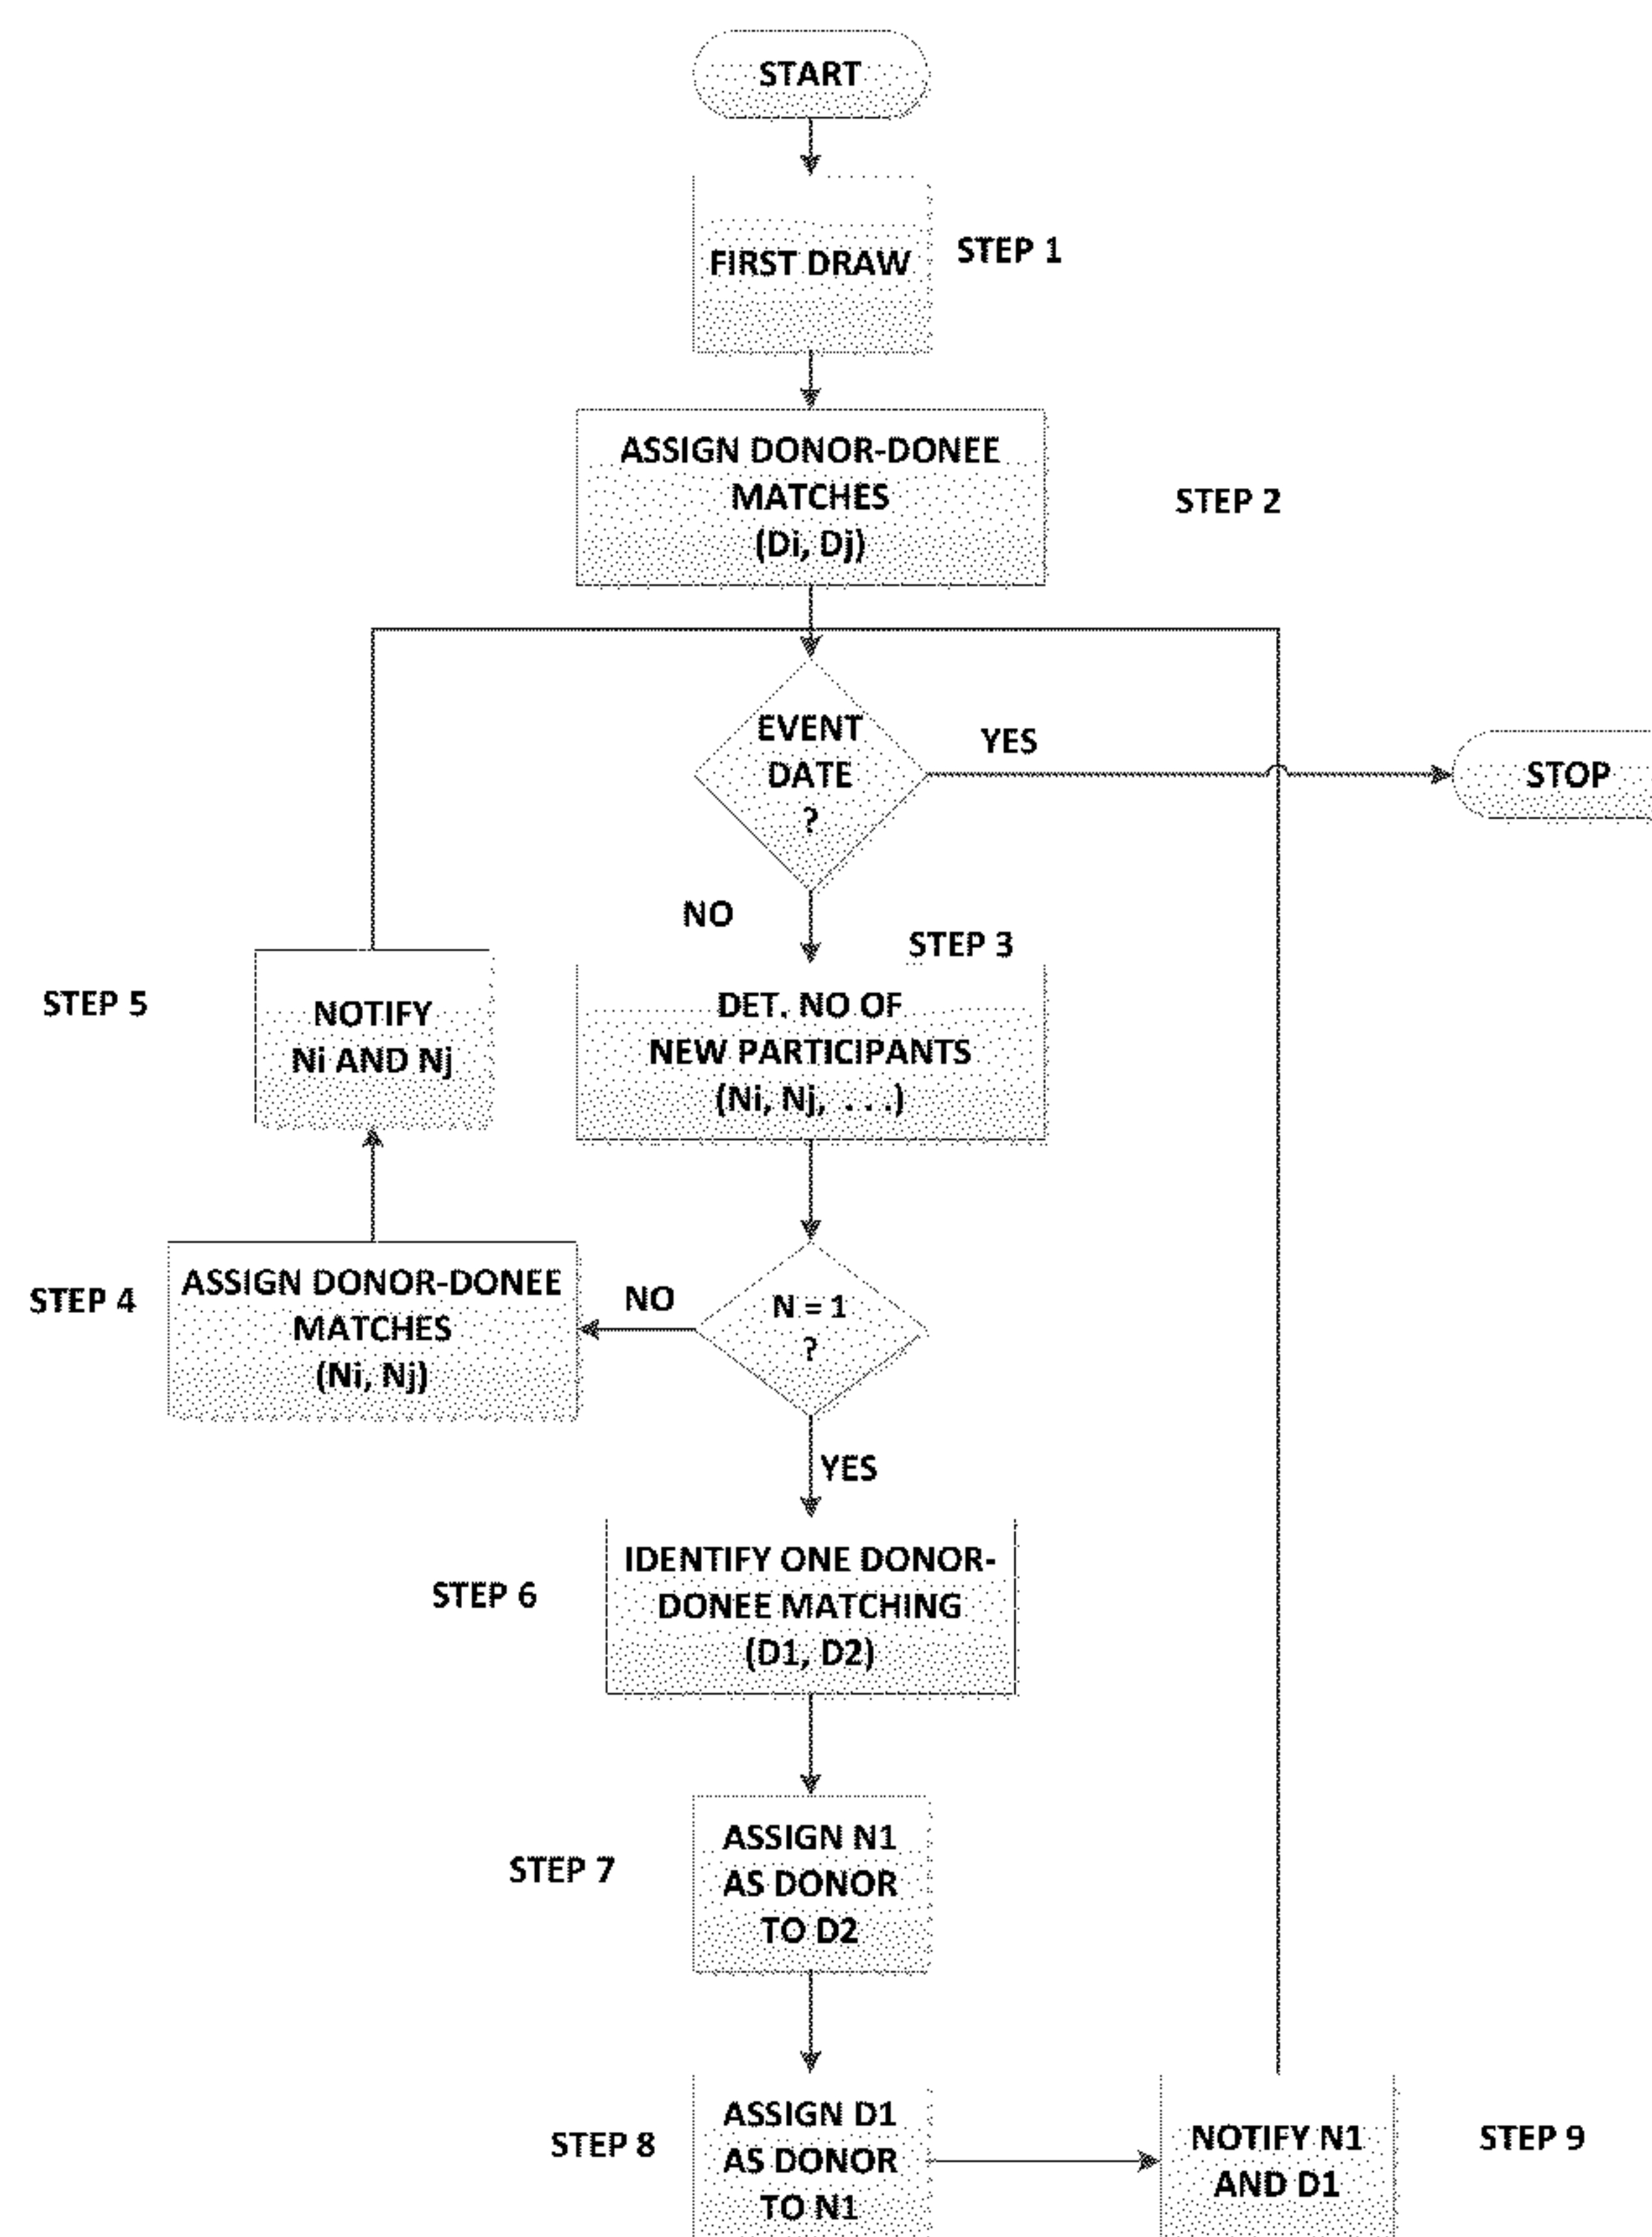 START
FIRST DRAW
STEP 1
ASSIGN DONOR-DONEE
MATCHES
(Di, Dj)
STEP 2
EVENT
DATE
?
YES
STOP
NO
STEP 3
DET. NO OF
NEW PARTICIPANTS
(Ni, Nj, . . .)
STEP 5
NOTIFY
Ni AND Nj
STEP 4
ASSIGN DONOR-DONEE
MATCHES
(Ni, Nj)
NO
N = 1
?
YES
STEP 6
IDENTIFY ONE DONOR-
DONEE MATCHING
(D1, D2)
STEP 7
ASSIGN N1
AS DONOR
TO D2
STEP 8
ASSIGN D1
AS DONOR
TO N1
NOTIFY N1
AND D1
STEP 9